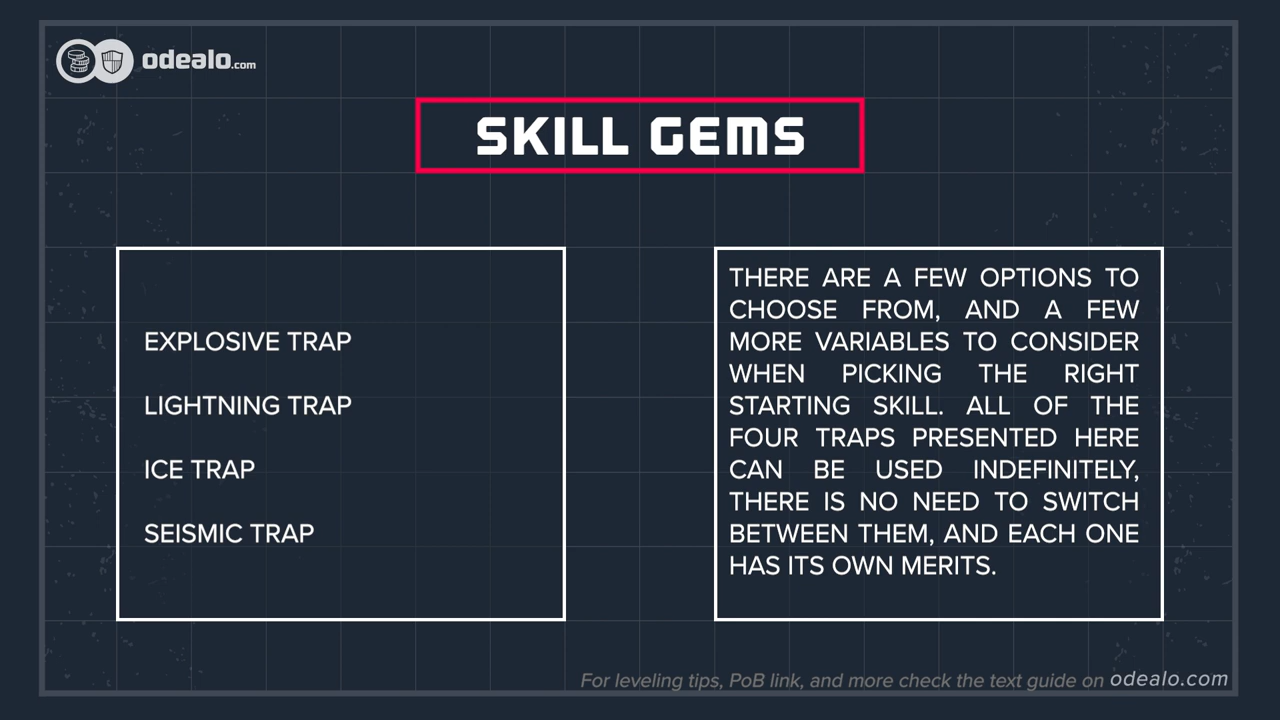 odealo.com
SKILL GEMS
EXPLOSIVE TRAP
LIGHTNING TRAP
ICE TRAP
SEISMIC TRAP
THERE ARE A FEW OPTIONS TO
CHOOSE FROM, AND A FEW
MORE VARIABLES TO CONSIDER
WHEN PICKING THE RIGHT
STARTING SKILL. ALL OF THE
FOUR TRAPS PRESENTED HERE
CAN BE USED INDEFINITELY,
THERE IS NO NEED TO SWITCH
BETWEEN THEM, AND EACH ONE
HAS ITS OWN MERITS.
For leveling tips, PoB link, and more check the text guide on odealo.com